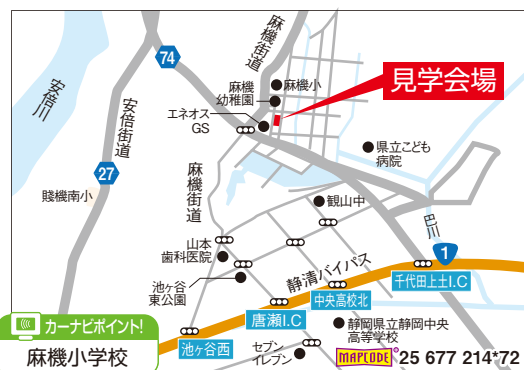 麻機街道
74
安倍川
安倍街道
麻機
幼稚園
麻機小
見学会場
エネオス
GS
県立こども
病院
27
賤機南小
麻機街道
観山中
巴川
山本
歯科医院
1
静清バイパス
千代田上土I.C
池ヶ谷
東公園
中央高校北
唐瀬I.C
カーナビポイント!
麻機小学校
池ヶ谷西
セブン
イレブン
静岡県立静岡中央
高等学校
MAPCODE 25 677 214*72